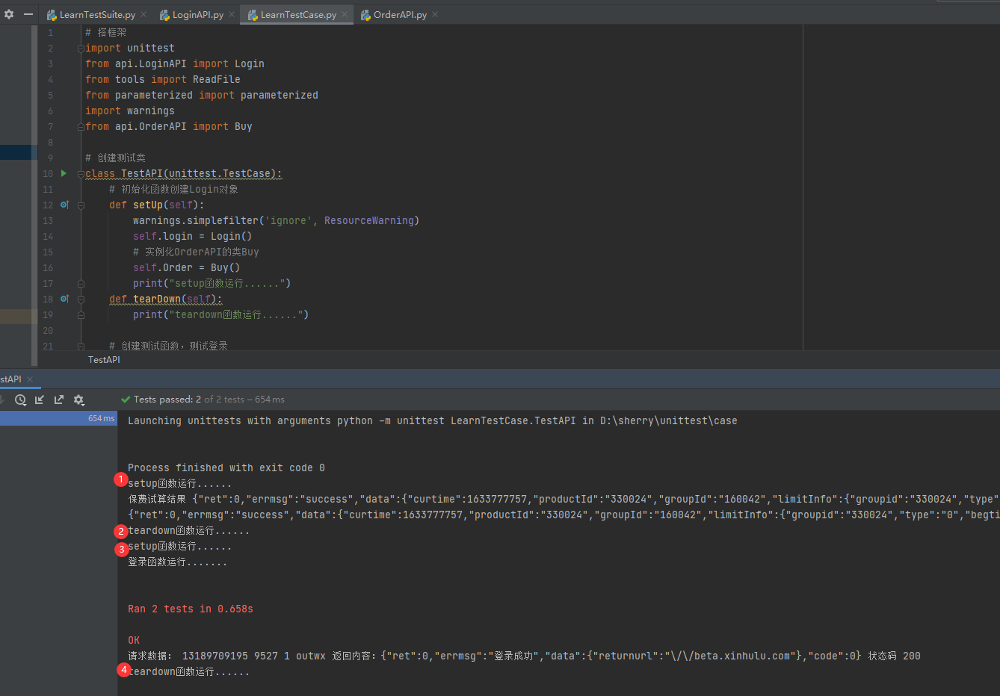 LearnTestSuite.py LoginAPI.py LearnTestCase.py OrderAPI.py
1 # 搭框架
2 import unittest
3 from api.LoginAPI import Login
4 from tools import ReadFile
5 from parameterized import parameterized
6 import warnings
7 from api.OrderAPI import Buy
8
9 # 创建测试类
10 class TestAPI(unittest.TestCase):
11 # 初始化函数创建Login对象
12 def setUp(self):
13 warnings.simplefilter('ignore', ResourceWarning)
14 self.login = Login()
15 # 实例化OrderAPI的类Buy
16 self.Order = Buy()
17 print("setup函数运行......")
18 def tearDown(self):
19 print("teardown函数运行......")
20
21 # 创建测试函数，测试登录
TestAPI
stAPI
Tests passed: 2 of 2 tests – 654 ms
654 ms
Launching unittests with arguments python -m unittest LearnTestCase.TestAPI in D:\sherry\unittest\case
Process finished with exit code 0
1 setup函数运行......
保费试算结果 {"ret":0,"errmsg":"success","data":{"curtime":1633777757,"productId":"330024","groupId":"160042","limitInfo":{"groupid":"330024","type"
{"ret":0,"errmsg":"success","data":{"curtime":1633777757,"productId":"330024","groupId":"160042","limitInfo":{"groupid":"330024","type":"0","begti
2 teardown函数运行......
3 setup函数运行......
登录函数运行.......
Ran 2 tests in 0.658s
OK
请求数据： 13189709195 9527 1 outwx 返回内容：{"ret":0,"errmsg":"登录成功","data":{"returnurl":"\/\/beta.xinhulu.com"},"code":0} 状态码 200
4 teardown函数运行......